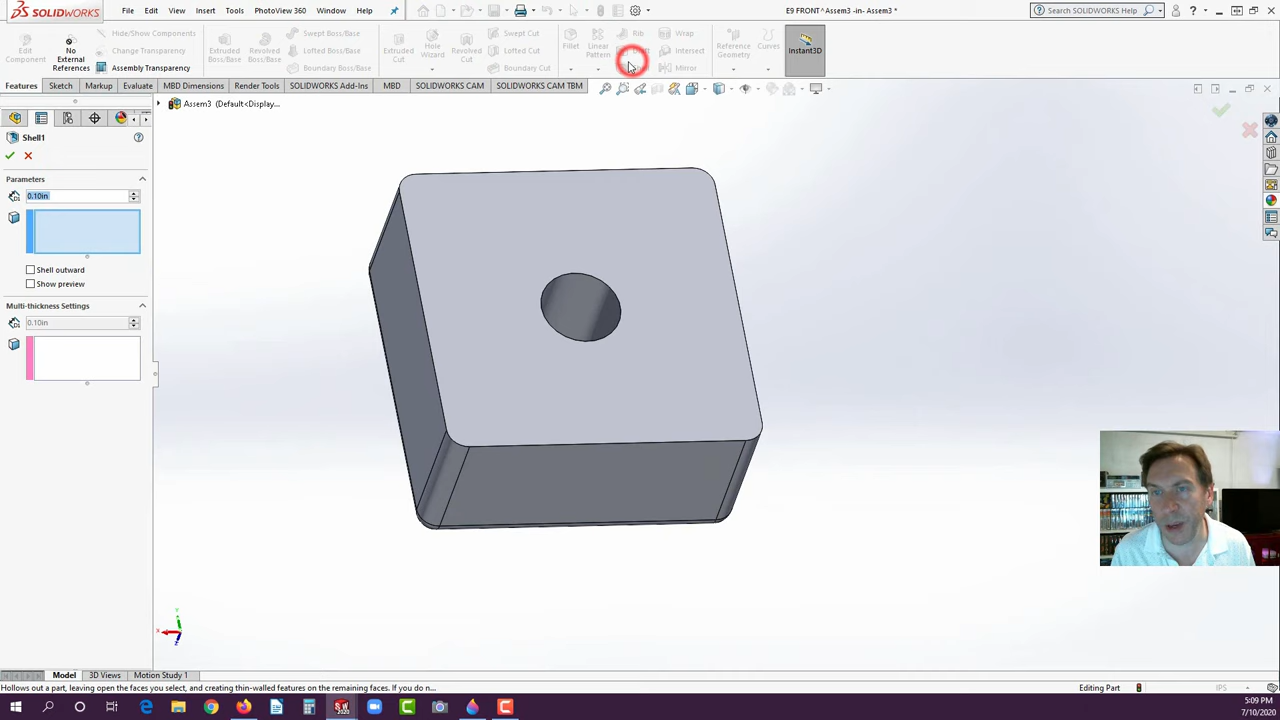 SOLIDWORKS
File Edit View Insert Tools PhotoView 360 Window Help
E9 FRONT^Assem3 -in- Assem3 *
Search SOLIDWORKS Help
Edit Component
No External References
Hide/Show Components
Change Transparency
Assembly Transparency
Extruded Boss/Base
Revolved Boss/Base
Swept Boss/Base
Lofted Boss/Base
Boundary Boss/Base
Extruded Cut
Hole Wizard
Revolved Cut
Swept Cut
Lofted Cut
Boundary Cut
Fillet
Linear Pattern
Rib
Wrap
Intersect
Mirror
Reference Geometry
Curves
Instant3D
Features Sketch Markup Evaluate MBD Dimensions Render Tools SOLIDWORKS Add-Ins MBD SOLIDWORKS CAM SOLIDWORKS CAM TBM
Assem3 (Default<Display...
Shell1
Parameters
0.10in
Shell outward
Show preview
Multi-thickness Settings
0.10in
Y
X
Z
Model 3D Views Motion Study 1
Hollows out a part, leaving open the faces you select, and creating thin-walled features on the remaining faces. If you do n...
Editing Part
IPS
5:09 PM
7/10/2020